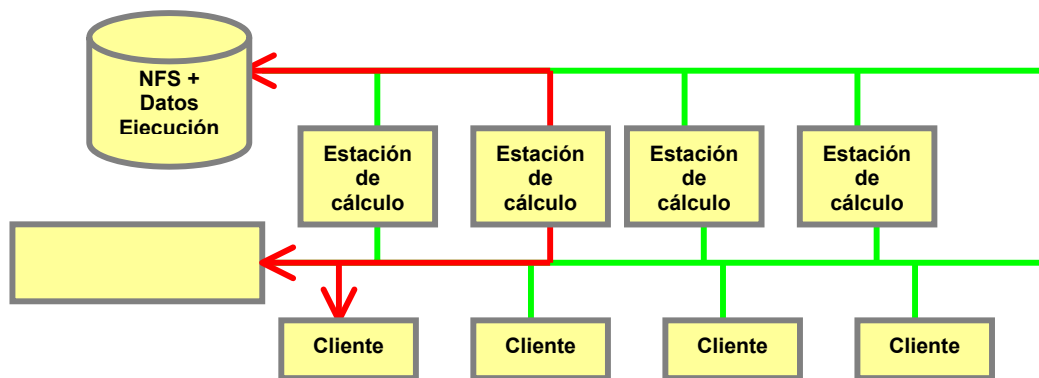 NFS +
Datos
Ejecución
Estación
de
cálculo
Estación
de
cálculo
Estación
de
cálculo
Estación
de
cálculo
Cliente
Cliente
Cliente
Cliente